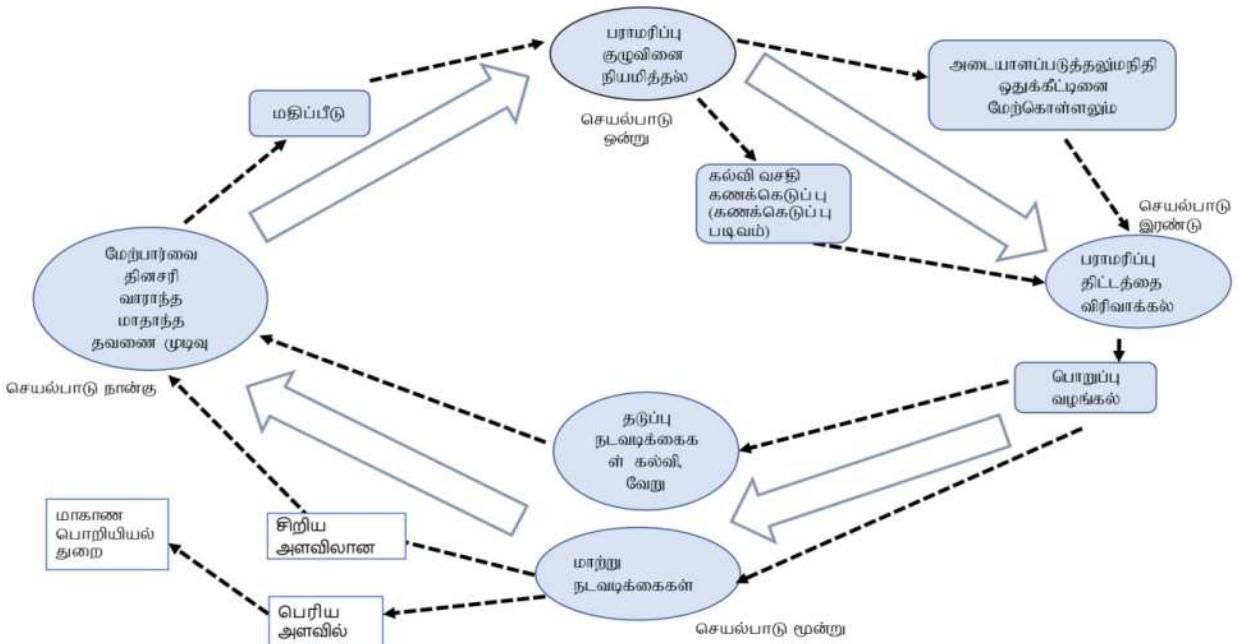 பராமரிப்பு
குழுவினை
நியமித்தல்
செயல்பாடு
ஒன்று
அடையாளப்படுத்தலுமநிதி
ஒதுக்கீட்டினை
மேற்கொள்ளலும
கல்வி வசதி
கணக்கெடுப்பு
(கணக்கெடுப்பு
படிவம்)
செயல்பாடு
இரண்டு
பராமரிப்பு
திட்டத்தை
விரிவாக்கல்
பொறுப்பு
வழங்கல்
தடுப்பு
நடவடிக்கைக
ள் கல்வி,
வேறு
மாற்று
நடவடிக்கைகள்
செயல்பாடு மூன்று
சிறிய
அளவிலான
பெரிய
அளவில்
மாகாண
பொறியியல்
துறை
மேற்பார்வை
தினசரி
வாராந்த
மாதாந்த
தவணை முடிவு
செயல்பாடு நான்கு
மதிப்பீடு